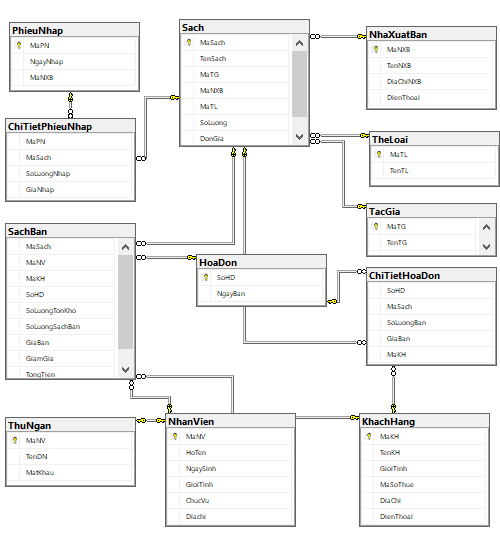 PhieuNhap
MaPN
NgayNhap
MaNXB
Sach
MaSach
TenSach
MaTG
MaNXB
MaTL
SoLuong
DonGia
NhaXuatBan
MaNXB
TenNXB
DiaChiNXB
DienThoai
ChiTietPhieuNhap
MaPN
MaSach
SoLuongNhap
GiaNhap
TheLoai
MaTL
TenTL
TacGia
MaTG
TenTG
SachBan
MaSach
MaNV
MaKH
SoHD
SoLuongTonKho
SoLuongSachBan
GiaBan
GiamGia
TongTien
HoaDon
SoHD
NgayBan
ChiTietHoaDon
SoHD
MaSach
SoLuongBan
GiaBan
MaKH
ThuNgan
MaNV
TenDN
MatKhau
NhanVien
MaNV
HoTen
NgaySinh
GioiTinh
ChucVu
Diachi
KhachHang
MaKH
TenKH
GioiTinh
MaSoThue
DiaChi
DienThoai